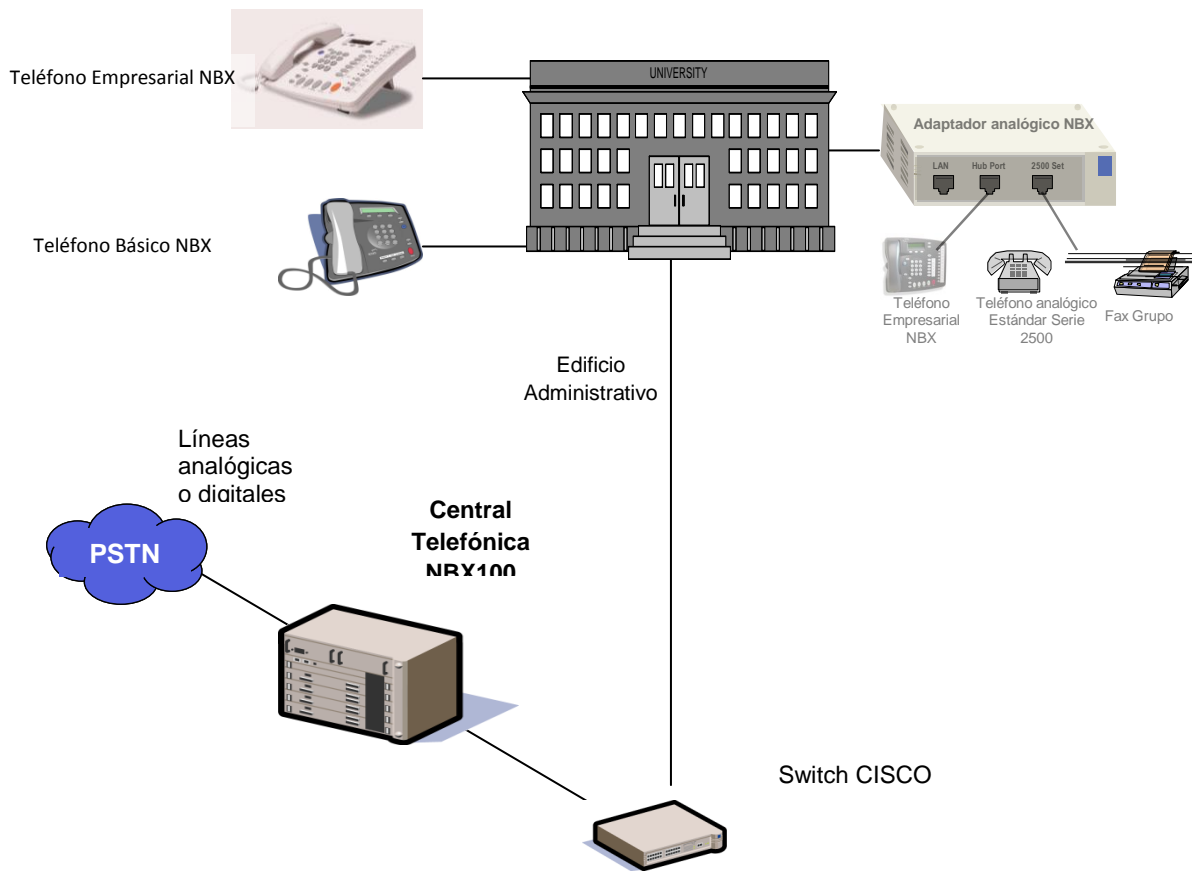 Teléfono Empresarial NBX
UNIVERSITY
Adaptador analógico NBX
LAN
Hub Port
2500 Set
Teléfono Básico NBX
Teléfono
Empresarial
NBX
Teléfono analógico
Estándar Serie
2500
Fax Grupo
Edificio
Administrativo
Líneas
analógicas
o digitales
Central
Telefónica
NBX100
PSTN
Switch CISCO